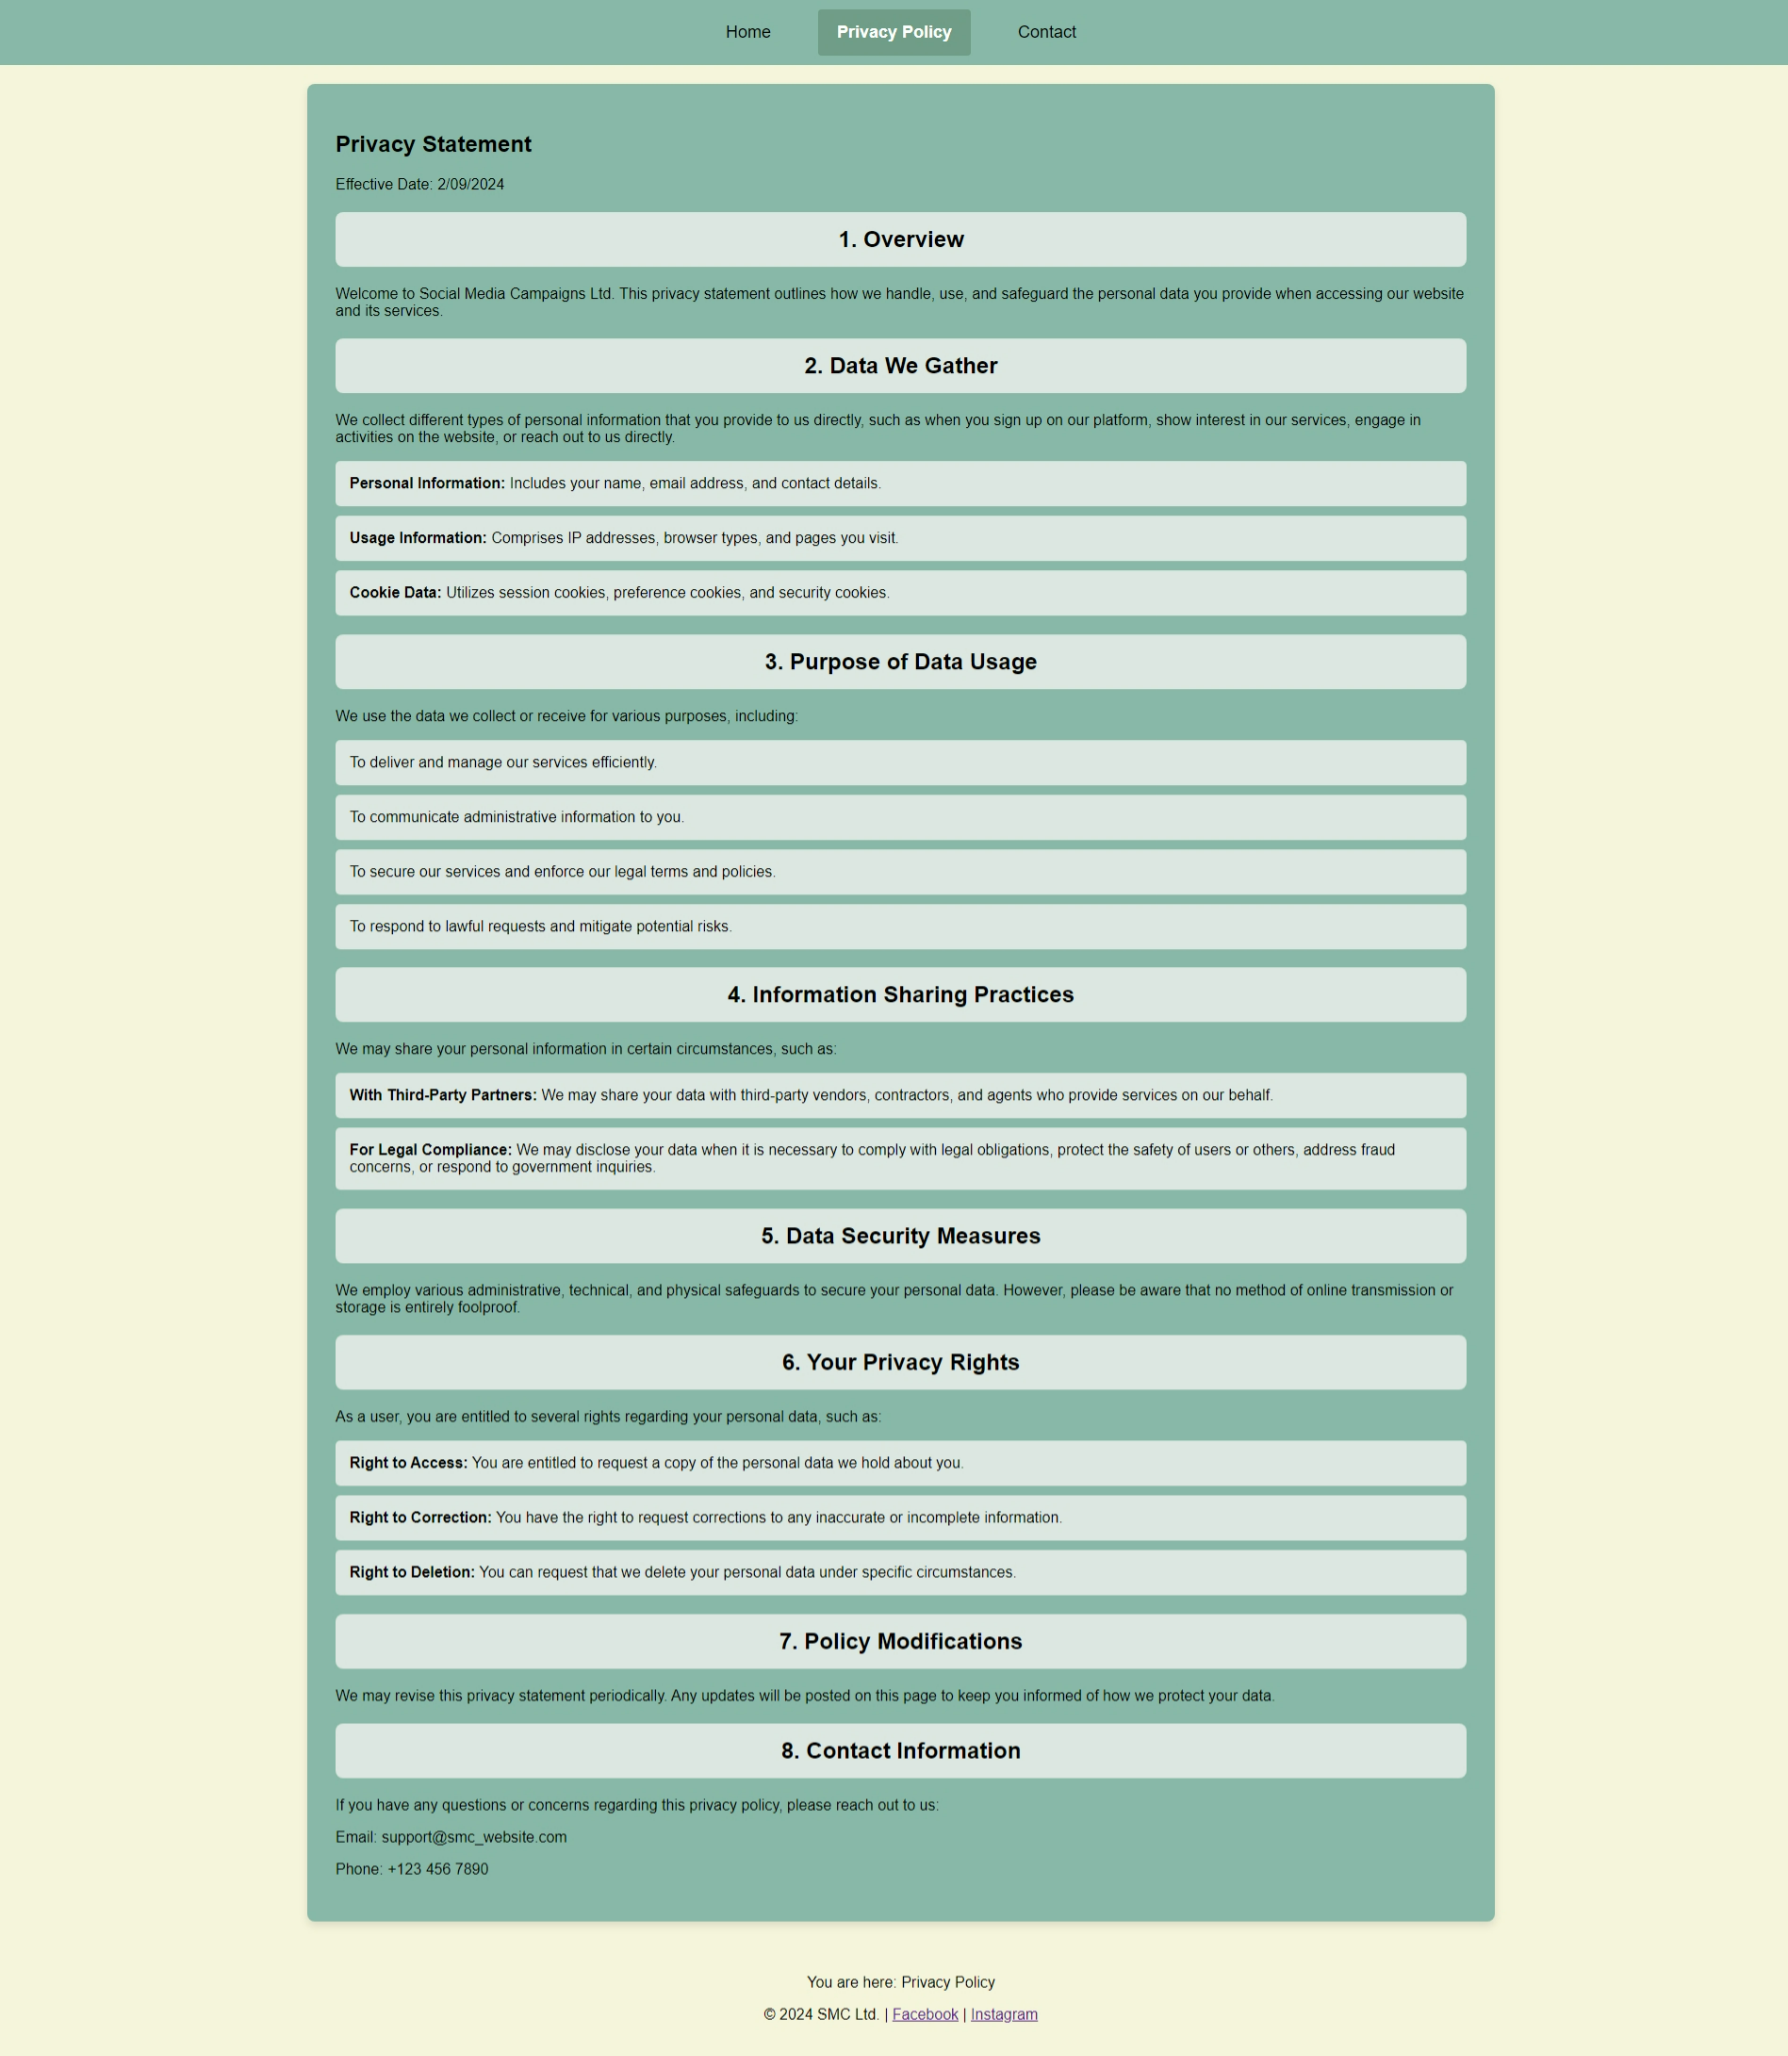 Home Privacy Policy Contact
Privacy Statement
Effective Date: 2/09/2024
1. Overview
Welcome to Social Media Campaigns Ltd. This privacy statement outlines how we handle, use, and safeguard the personal data you provide when accessing our website
and its services.
2. Data We Gather
We collect different types of personal information that you provide to us directly, such as when you sign up on our platform, show interest in our services, engage in
activities on the website, or reach out to us directly.
Personal Information: Includes your name, email address, and contact details.
Usage Information: Comprises IP addresses, browser types, and pages you visit.
Cookie Data: Utilizes session cookies, preference cookies, and security cookies.
3. Purpose of Data Usage
We use the data we collect or receive for various purposes, including:
To deliver and manage our services efficiently.
To communicate administrative information to you.
To secure our services and enforce our legal terms and policies.
To respond to lawful requests and mitigate potential risks.
4. Information Sharing Practices
We may share your personal information in certain circumstances, such as:
With Third-Party Partners: We may share your data with third-party vendors, contractors, and agents who provide services on our behalf.
For Legal Compliance: We may disclose your data when it is necessary to comply with legal obligations, protect the safety of users or others, address fraud
concerns, or respond to government inquiries.
5. Data Security Measures
We employ various administrative, technical, and physical safeguards to secure your personal data. However, please be aware that no method of online transmission or
storage is entirely foolproof.
6. Your Privacy Rights
As a user, you are entitled to several rights regarding your personal data, such as:
Right to Access: You are entitled to request a copy of the personal data we hold about you.
Right to Correction: You have the right to request corrections to any inaccurate or incomplete information.
Right to Deletion: You can request that we delete your personal data under specific circumstances.
7. Policy Modifications
We may revise this privacy statement periodically. Any updates will be posted on this page to keep you informed of how we protect your data.
8. Contact Information
If you have any questions or concerns regarding this privacy policy, please reach out to us:
Email: support@smc_website.com
Phone: +123 456 7890
You are here: Privacy Policy
© 2024 SMC Ltd. | Facebook | Instagram